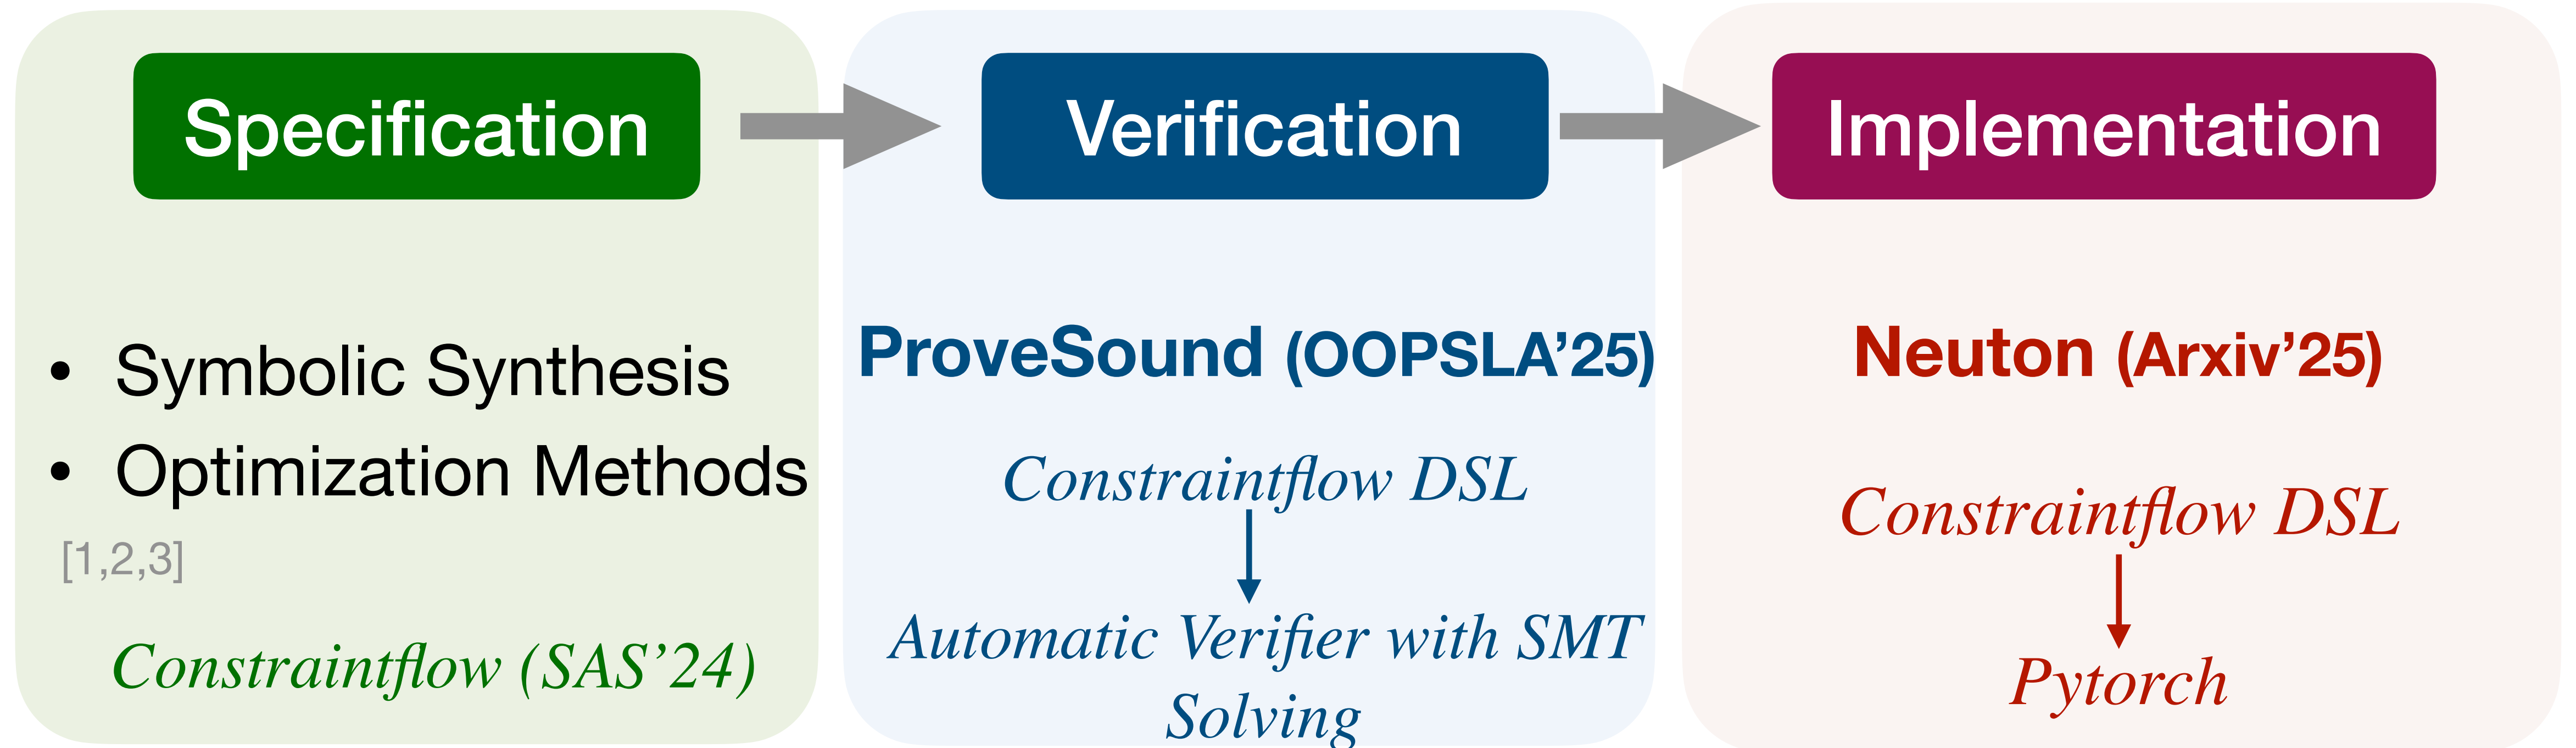 Specification
• Symbolic Synthesis
• Optimization Methods
[1,2,3]
Constraintflow (SAS’24)
Verification
ProveSound (OOPSLA’25)
Constraintflow DSL
Automatic Verifier with SMT
Solving
Implementation
Neuton (Arxiv’25)
Constraintflow DSL
Pytorch